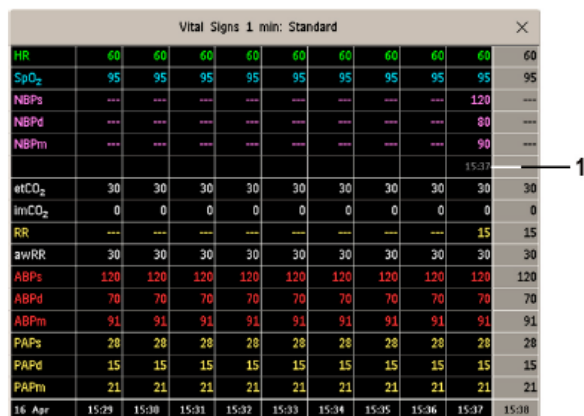 Vital Signs 1 min: Standard
HR 60 60 60 60 60 60 60 60 60 60
SpO₂ 95 95 95 95 95 95 95 95 95 95
NBPs --- --- --- --- --- --- --- --- 120 ---
NBPd --- --- --- --- --- --- --- --- 80 ---
NBPm --- --- --- --- --- --- --- --- 90 ---
15:37 1
etCO₂ 30 30 30 30 30 30 30 30 30 30
imCO₂ 0 0 0 0 0 0 0 0 0 0
RR --- --- --- --- --- --- --- --- 15 15
awRR 30 30 30 30 30 30 30 30 30 30
ABPs 120 120 120 120 120 120 120 120 120 120
ABPd 70 70 70 70 70 70 70 70 70 70
ABPm 91 91 91 91 91 91 91 91 91 91
PAPs 28 28 28 28 28 28 28 28 28 28
PAPd 15 15 15 15 15 15 15 15 15 15
PAPm 21 21 21 21 21 21 21 21 21 21
16 Apr 15:29 15:30 15:31 15:32 15:33 15:34 15:35 15:36 15:37 15:38